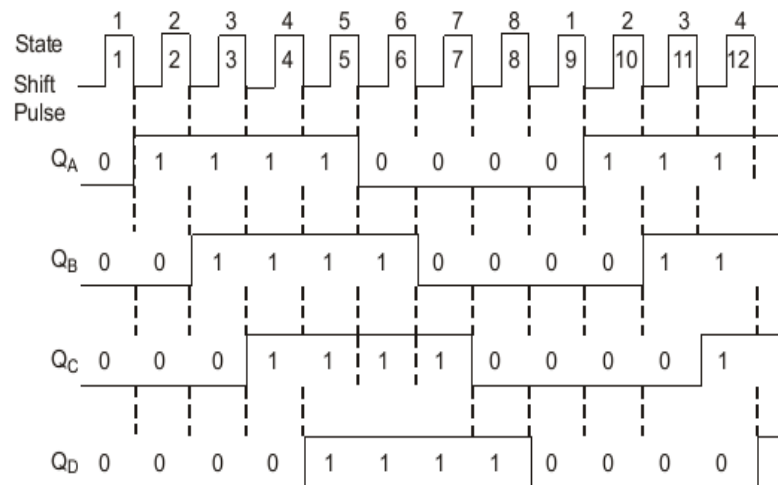 1 2 3 4 5 6 7 8 1 2 3 4
State
1 2 3 4 5 6 7 8 9 10 11 12
Shift
Pulse
QA 0 1 1 1 1 0 0 0 0 1 1 1
QB 0 0 1 1 1 1 0 0 0 0 1 1
QC 0 0 0 1 1 1 1 0 0 0 0 1
QD 0 0 0 0 1 1 1 1 0 0 0 0